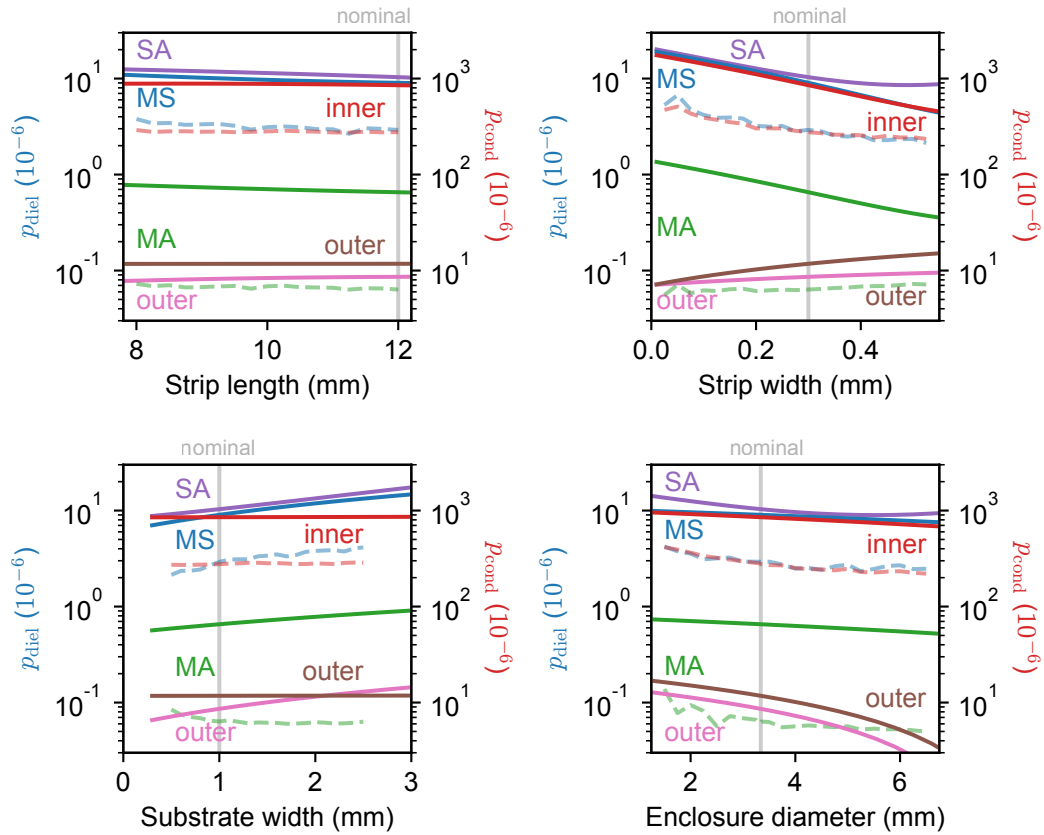 nominal
SA
MS
inner
MA
outer
outer
10^1
10^0
10^{-1}
10^3
10^2
10^1
p_diel (10^{-6})
p_cond (10^{-6})
8
10
12
Strip length (mm)
nominal
SA
MS
inner
MA
outer
outer
10^1
10^0
10^{-1}
10^3
10^2
10^1
p_diel (10^{-6})
p_cond (10^{-6})
0.0
0.2
0.4
Strip width (mm)
nominal
SA
MS
inner
MA
outer
outer
10^1
10^0
10^{-1}
10^3
10^2
10^1
p_diel (10^{-6})
p_cond (10^{-6})
0
1
2
3
Substrate width (mm)
nominal
SA
MS
inner
MA
outer
outer
10^1
10^0
10^{-1}
10^3
10^2
10^1
p_diel (10^{-6})
p_cond (10^{-6})
2
4
6
Enclosure diameter (mm)